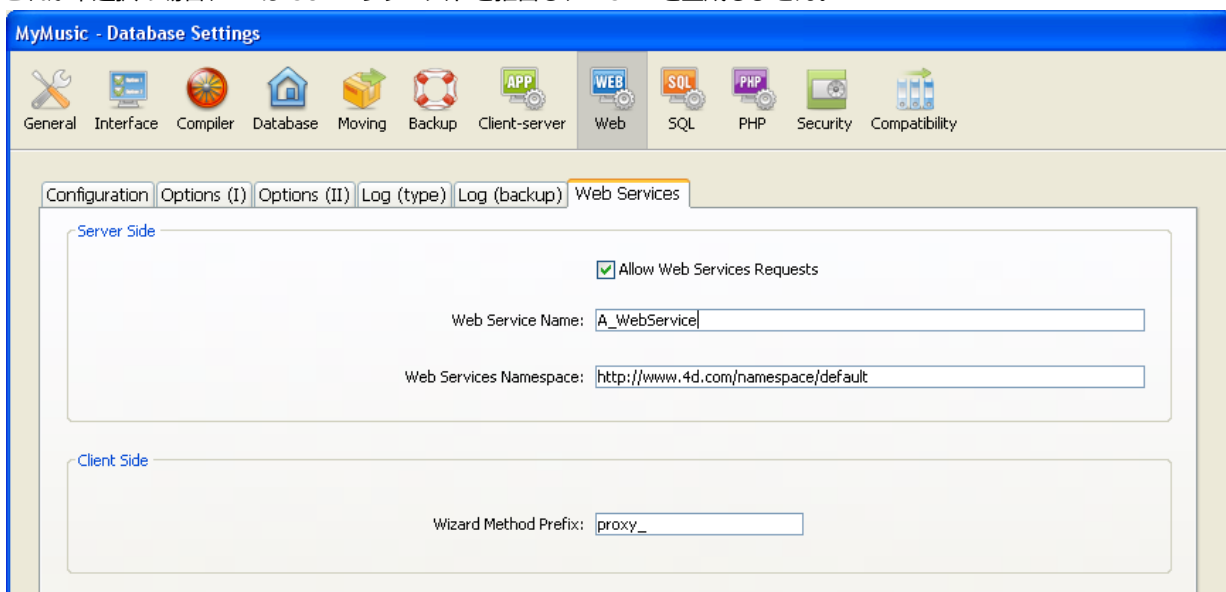 MyMusic - Database Settings
General Interface Compiler Database Moving Backup Client-server Web SQL PHP Security Compatibility
APP WEB SQL PHP
Configuration Options (I) Options (II) Log (type) Log (backup) Web Services
Server Side
Allow Web Services Requests
Web Service Name: A_WebService
Web Services Namespace: http://www.4d.com/namespace/default
Client Side
Wizard Method Prefix: proxy_